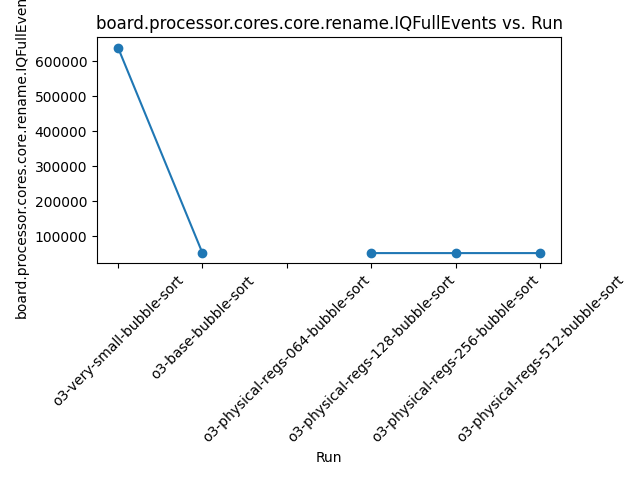 board.processor.cores.core.rename.IQFullEvents vs. Run
board.processor.cores.core.rename.IQFullEven
600000
500000
400000
300000
200000
100000
o3-very-small-bubble-sort
o3-base-bubble-sort
o3-physical-regs-064-bubble-sort
o3-physical-regs-128-bubble-sort
o3-physical-regs-256-bubble-sort
o3-physical-regs-512-bubble-sort
Run